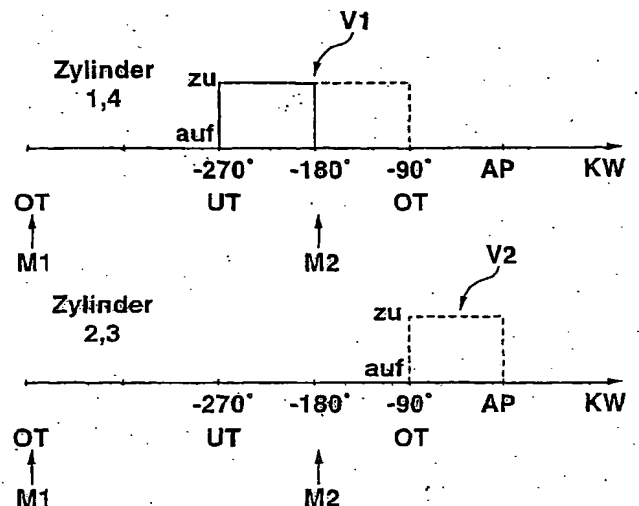 V1
Zylinder
1,4
zu
auf
-270° -180° -90° AP KW
OT UT OT
M1 M2
V2
Zylinder
2,3
zu
auf
-270° -180° -90° AP KW
OT UT OT
M1 M2